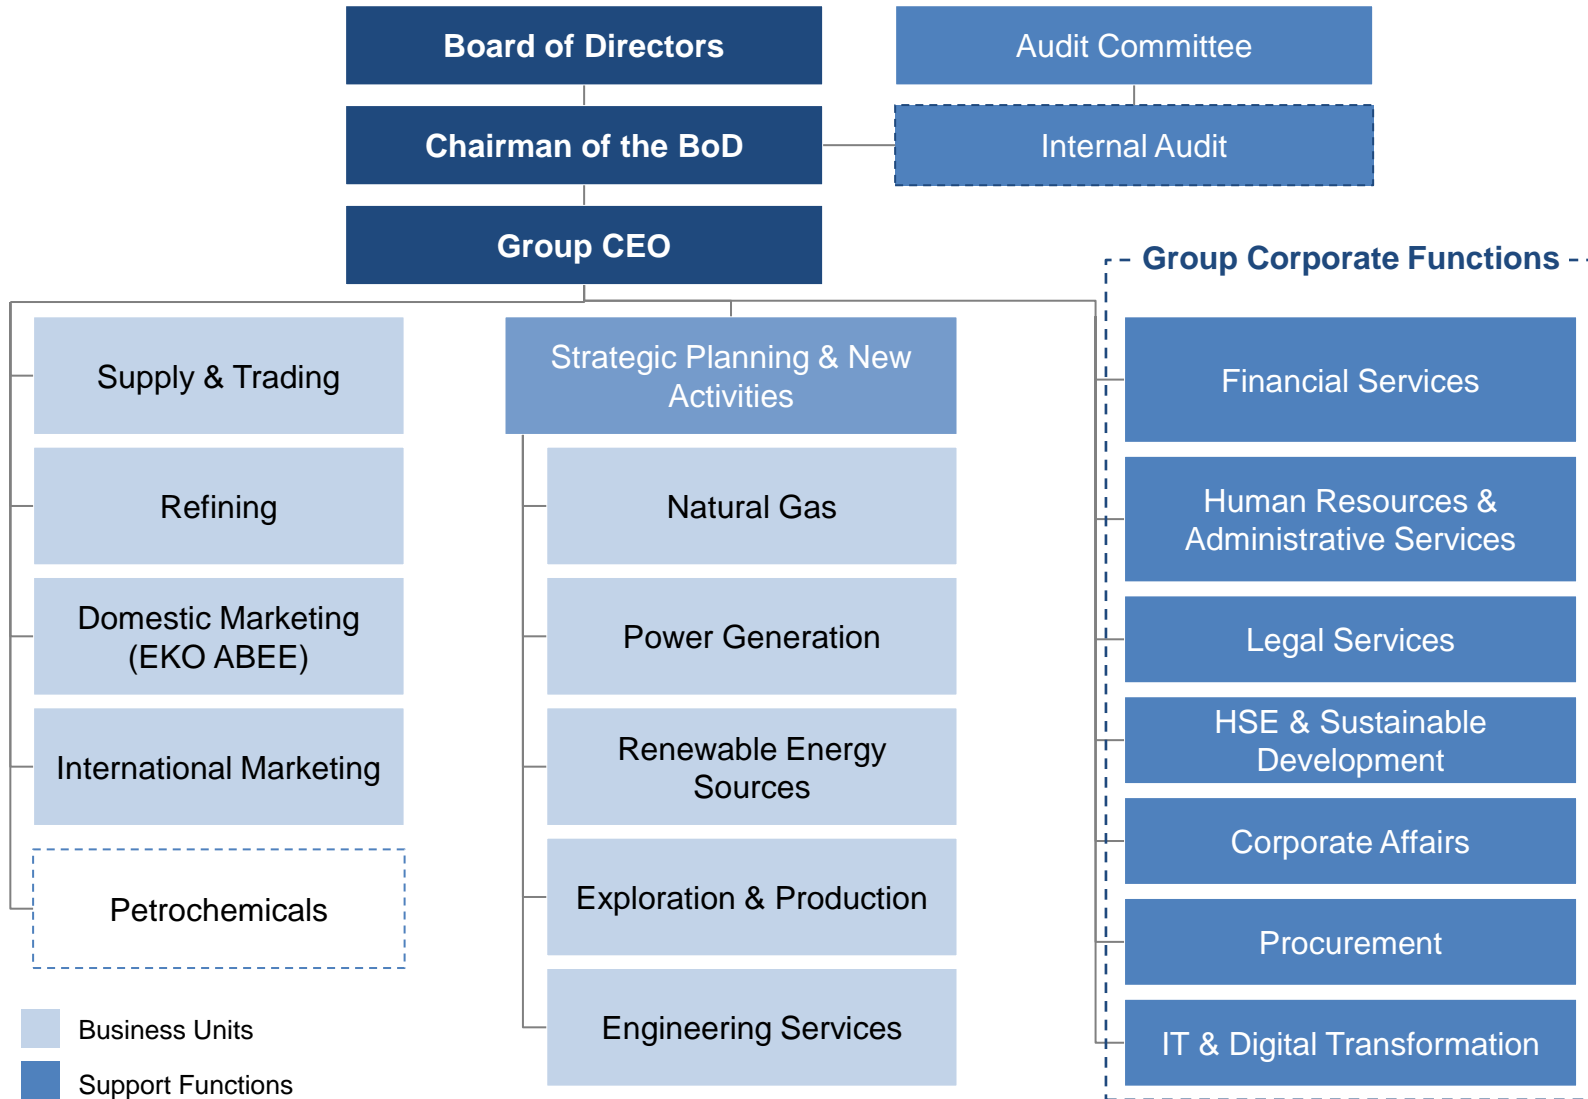 Board of Directors
Audit Committee
Chairman of the BoD
Internal Audit
Group CEO
Group Corporate Functions
Supply & Trading
Refining
Domestic Marketing
(EKO ABEE)
International Marketing
Petrochemicals
Strategic Planning & New
Activities
Natural Gas
Power Generation
Renewable Energy
Sources
Exploration & Production
Engineering Services
Financial Services
Human Resources &
Administrative Services
Legal Services
HSE & Sustainable
Development
Corporate Affairs
Procurement
IT & Digital Transformation
Business Units
Support Functions